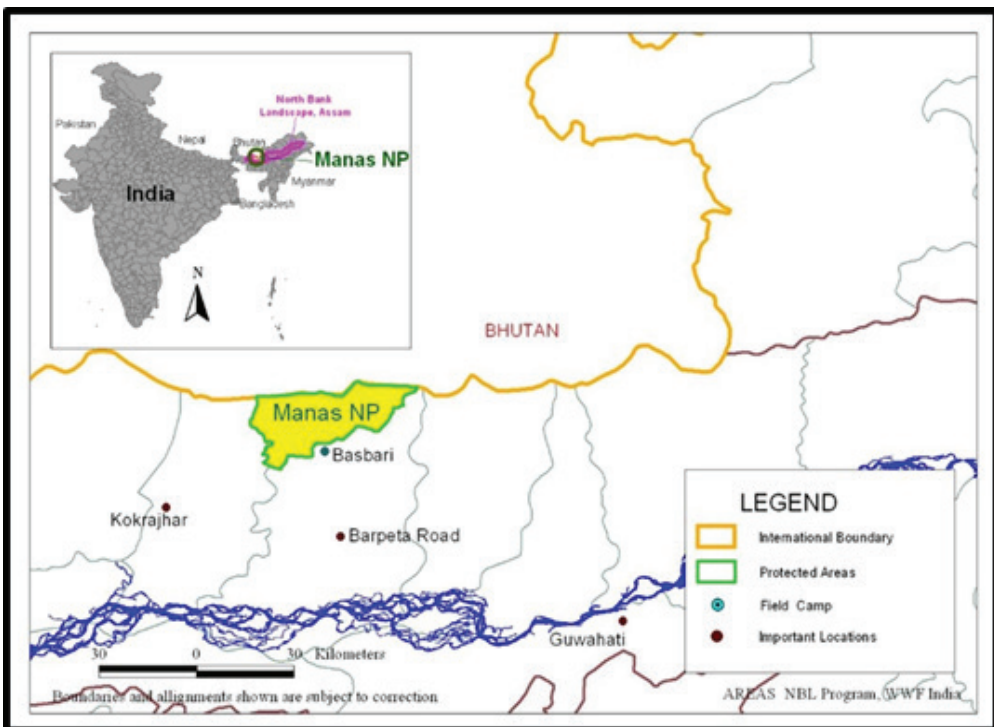 North Bank
Landscape, Assam
Pakistan
Nepal
Bhutan
Manas NP
India
Myanmar
Bangladesh
N
BHUTAN
Manas NP
Basbari
Kokrajhar
Barpeta Road
Guwahati
LEGEND
International Boundary
Protected Areas
Field Camp
Important Locations
30 0 30 Kilometers
Boundaries and allignments shown are subject to correction
AREAS NBL Program, WWF India